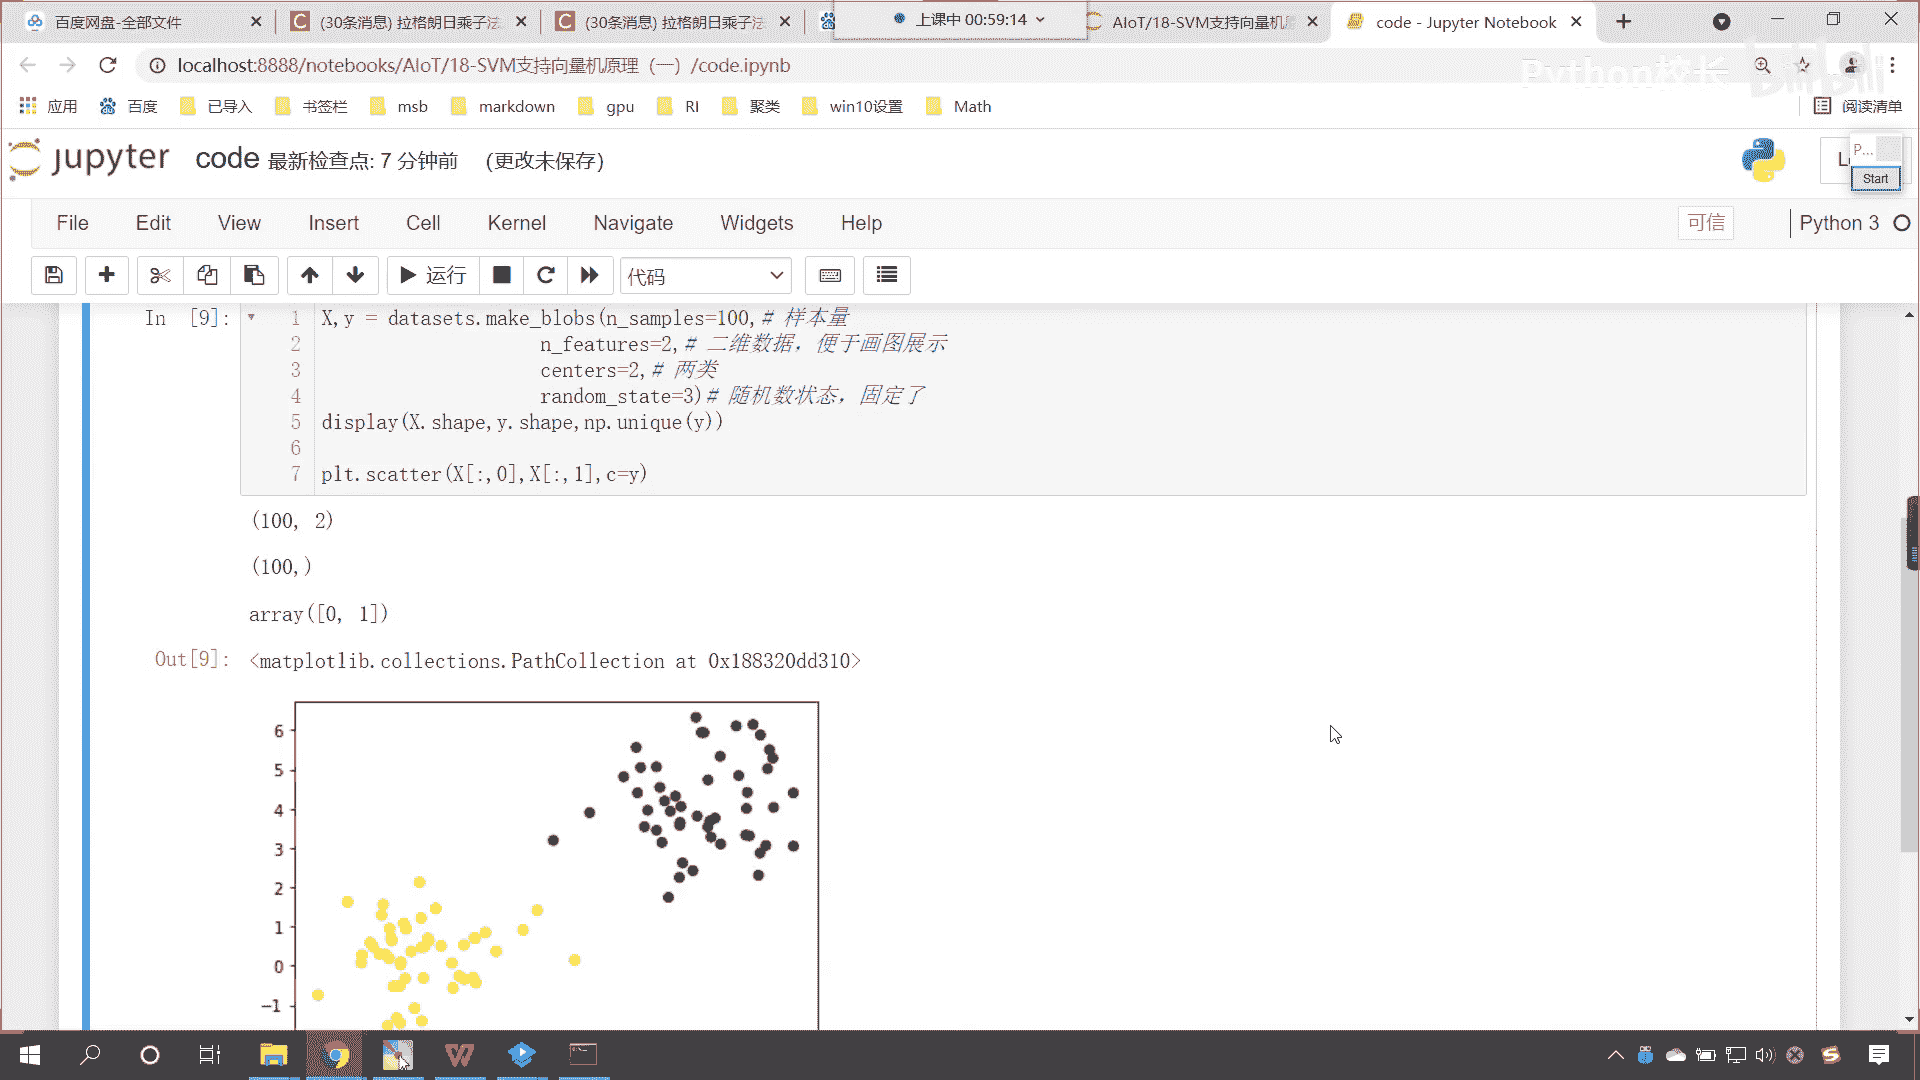 百度网盘-全部文件
(30条消息) 拉格朗日乘子法
(30条消息) 拉格朗日乘子法
上课中 00:59:14
AIoT/18-SVM支持向量机原
code - Jupyter Notebook
localhost:8888/notebooks/AIoT/18-SVM支持向量机原理（一）/code.ipynb
Python校长
bilibili
应用
百度
已导入
书签栏
msb
markdown
gpu
RI
聚类
win10设置
Math
阅读清单
jupyter
code 最新检查点: 7 分钟前 (更改未保存)
P...
Start
File
Edit
View
Insert
Cell
Kernel
Navigate
Widgets
Help
可信
Python 3
运行
代码
In [9]:
1 X,y = datasets.make_blobs(n_samples=100,# 样本量
2 n_features=2,# 二维数据，便于画图展示
3 centers=2,# 两类
4 random_state=3)# 随机数状态，固定了
5 display(X.shape,y.shape,np.unique(y))
6
7 plt.scatter(X[:,0],X[:,1],c=y)
(100, 2)
(100,)
array([0, 1])
Out[9]: <matplotlib.collections.PathCollection at 0x188320dd310>
6
5
4
3
2
1
0
−1